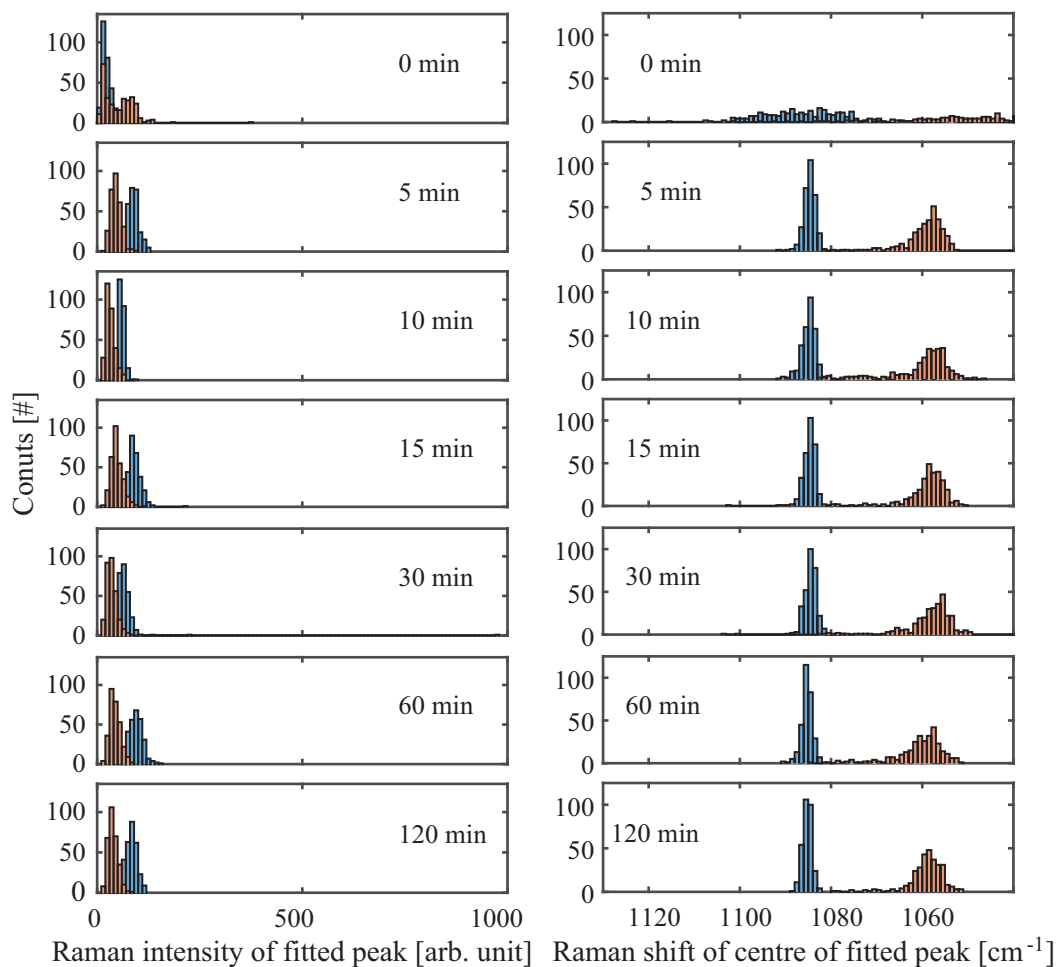 100
50
0
0 min
100
50
0
0 min
100
50
0
5 min
100
50
0
5 min
100
50
0
10 min
100
50
0
10 min
100
50
0
15 min
100
50
0
15 min
100
50
0
30 min
100
50
0
30 min
100
50
0
60 min
100
50
0
60 min
100
50
0
120 min
100
50
0
120 min
Conuts [#]
0 500 1000
1120 1100 1080 1060
Raman intensity of fitted peak [arb. unit]
Raman shift of centre of fitted peak [cm-1]